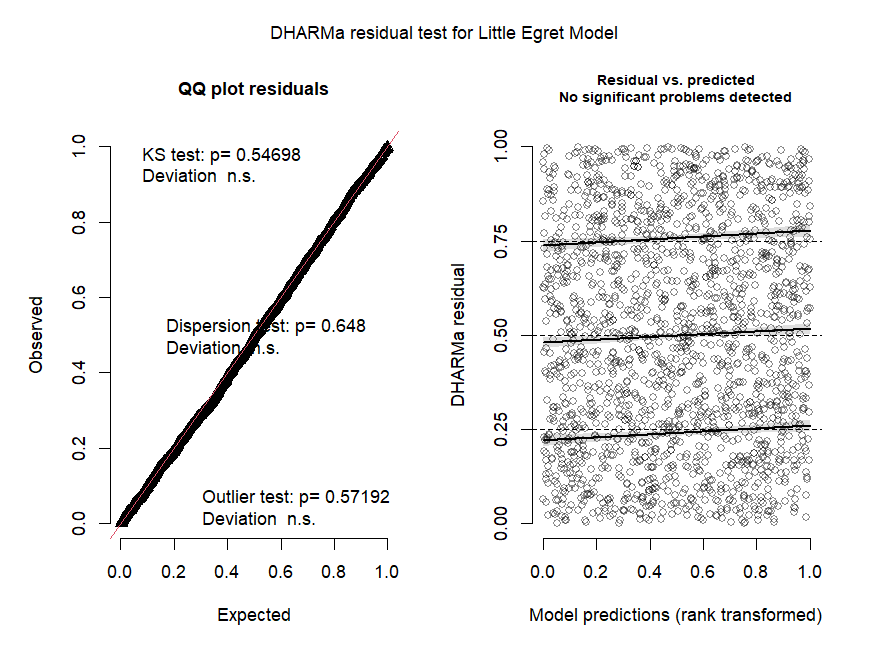 DHARMa residual test for Little Egret Model
QQ plot residuals
KS test: p= 0.54698
Deviation n.s.
Dispersion test: p= 0.648
Deviation n.s.
Outlier test: p= 0.57192
Deviation n.s.
Observed
0.0 0.2 0.4 0.6 0.8 1.0
0.0 0.2 0.4 0.6 0.8 1.0
Expected
Residual vs. predicted
No significant problems detected
DHARMa residual
0.00 0.25 0.50 0.75 1.00
0.0 0.2 0.4 0.6 0.8 1.0
Model predictions (rank transformed)